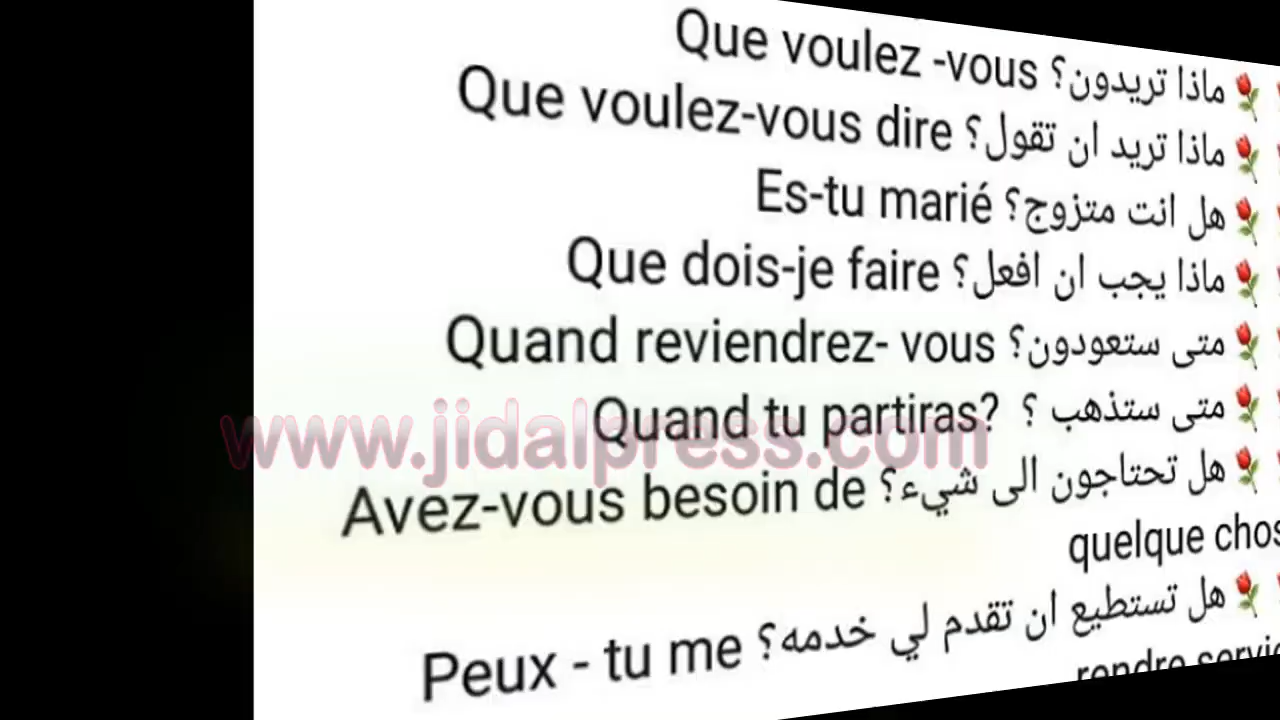 ماذا تريدون؟ Que voulez -vous
ماذا تريد ان تقول؟ Que voulez-vous dire
هل انت متزوج؟ Es-tu marié
ماذا يجب ان افعل؟ Que dois-je faire
متى ستعودون؟ Quand reviendrez- vous
متى ستذهب ؟ Quand tu partiras?
www.jidalpress.com
هل تحتاجون الى شيء؟ Avez-vous besoin de
quelque
هل تستطيع ان تقدم لي خدمه؟ Peux - tu me
rendre